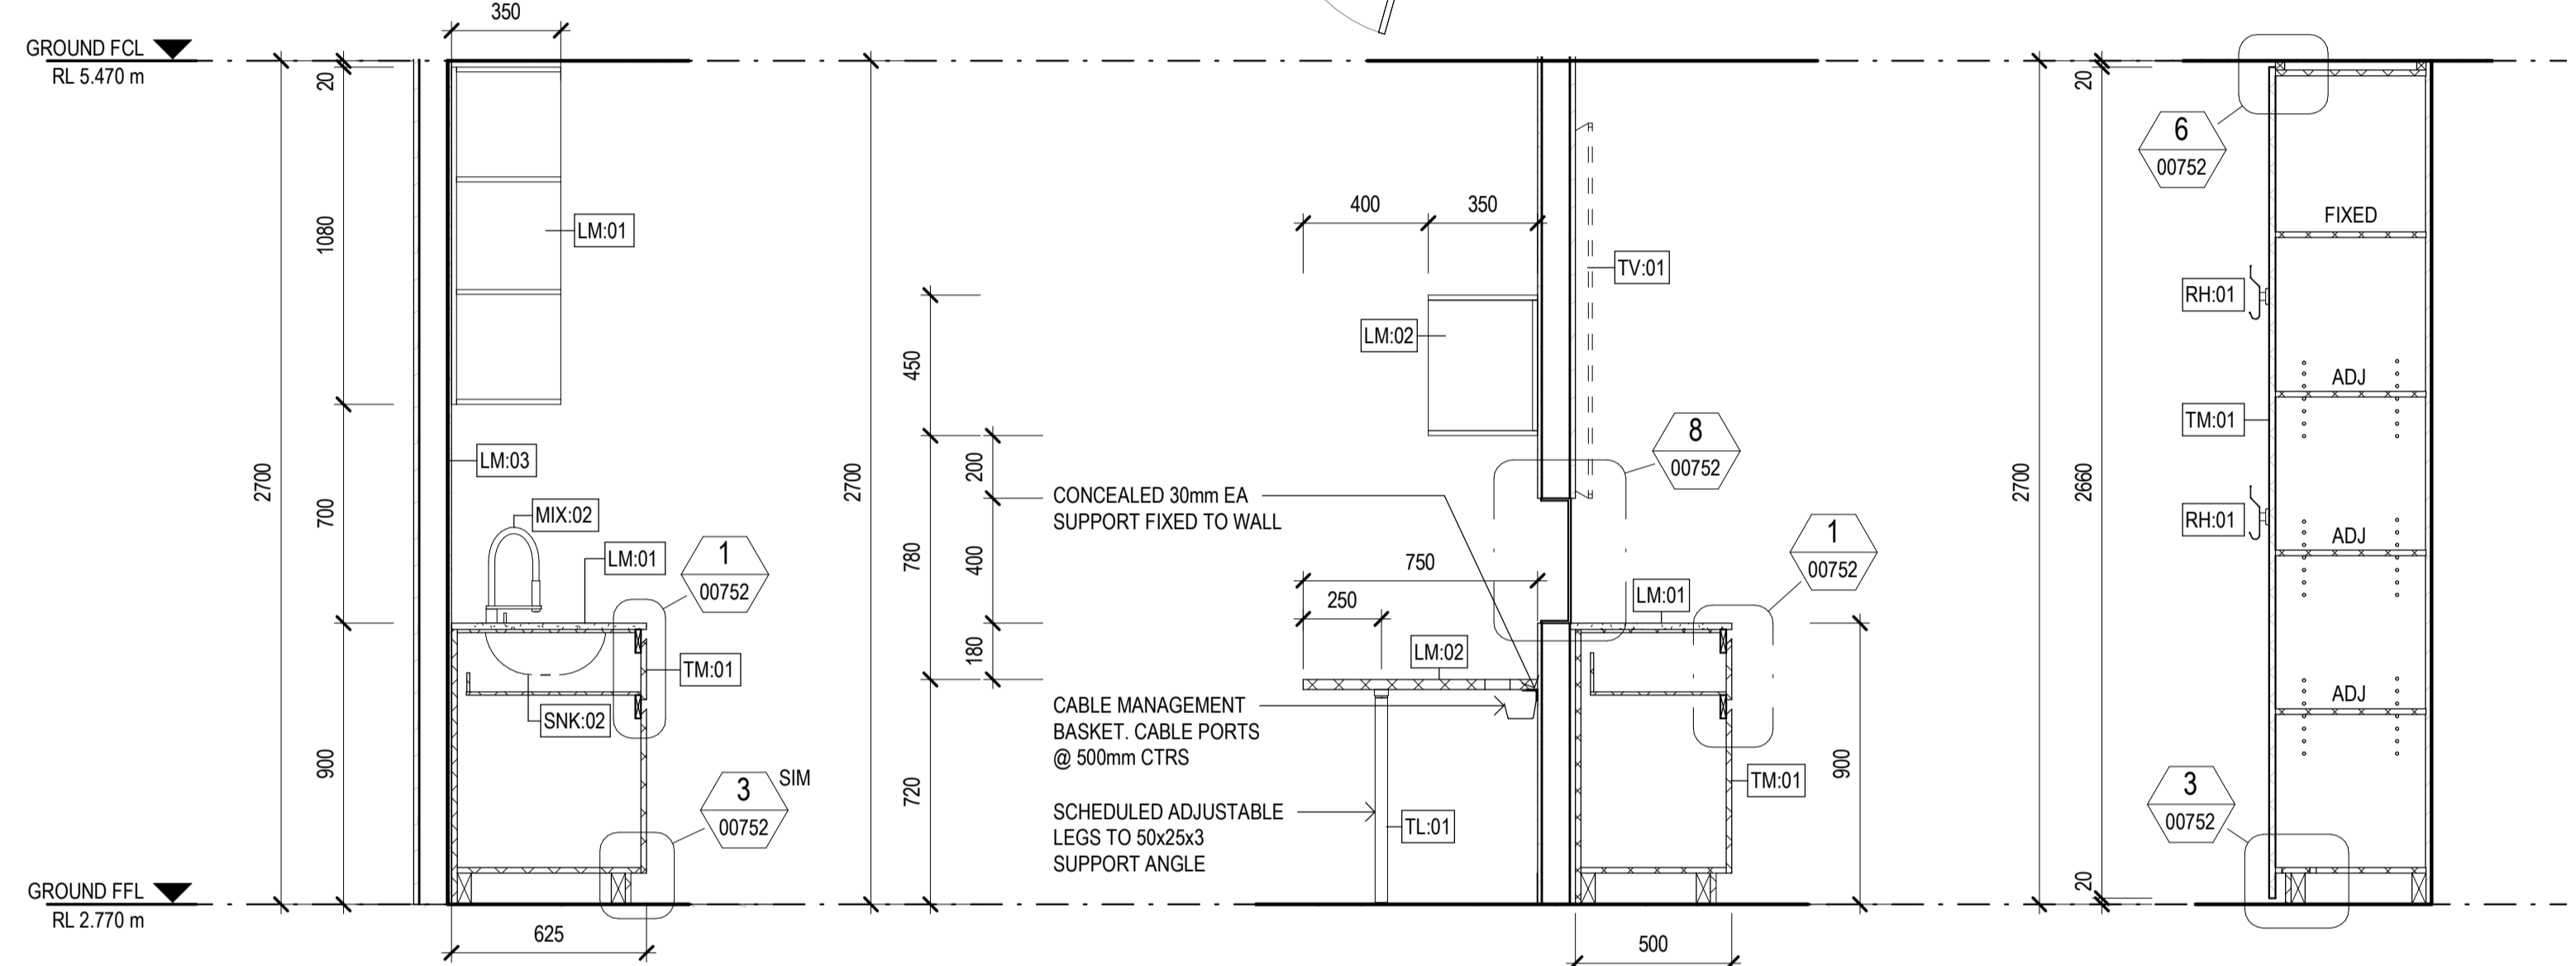 GROUND FCL
RL 5.470 m
GROUND FFL
RL 2.770 m
350
2700
20
1080
700
900
LM:01
LM:03
MIX:02
LM:01
1
00752
TM:01
SNK:02
3
00752
SIM
625
2700
450
780
720
200
400
180
400
350
LM:02
TV:01
8
00752
CONCEALED 30mm EA
SUPPORT FIXED TO WALL
750
250
LM:02
CABLE MANAGEMENT
BASKET. CABLE PORTS
@ 500mm CTRS
SCHEDULED ADJUSTABLE
LEGS TO 50x25x3
SUPPORT ANGLE
TL:01
LM:01
1
00752
TM:01
900
500
2700
20
2660
20
6
00752
FIXED
RH:01
ADJ
TM:01
RH:01
ADJ
ADJ
3
00752